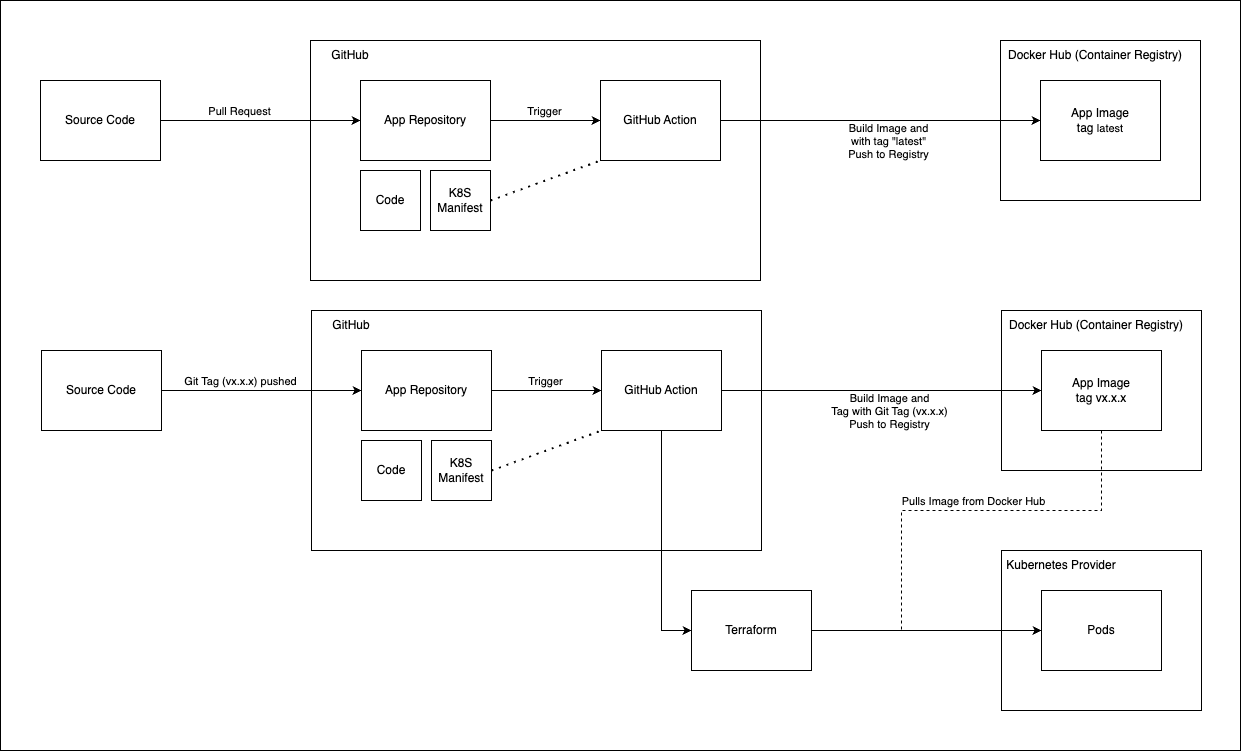 GitHub
Docker Hub (Container Registry)
Source Code
Pull Request
App Repository
Trigger
GitHub Action
Build Image and
with tag "latest"
Push to Registry
App Image
tag latest
Code
K8S
Manifest
GitHub
Docker Hub (Container Registry)
Source Code
Git Tag (vx.x.x) pushed
App Repository
Trigger
GitHub Action
Build Image and
Tag with Git Tag (vx.x.x)
Push to Registry
App Image
tag vx.x.x
Code
K8S
Manifest
Pulls Image from Docker Hub
Kubernetes Provider
Terraform
Pods